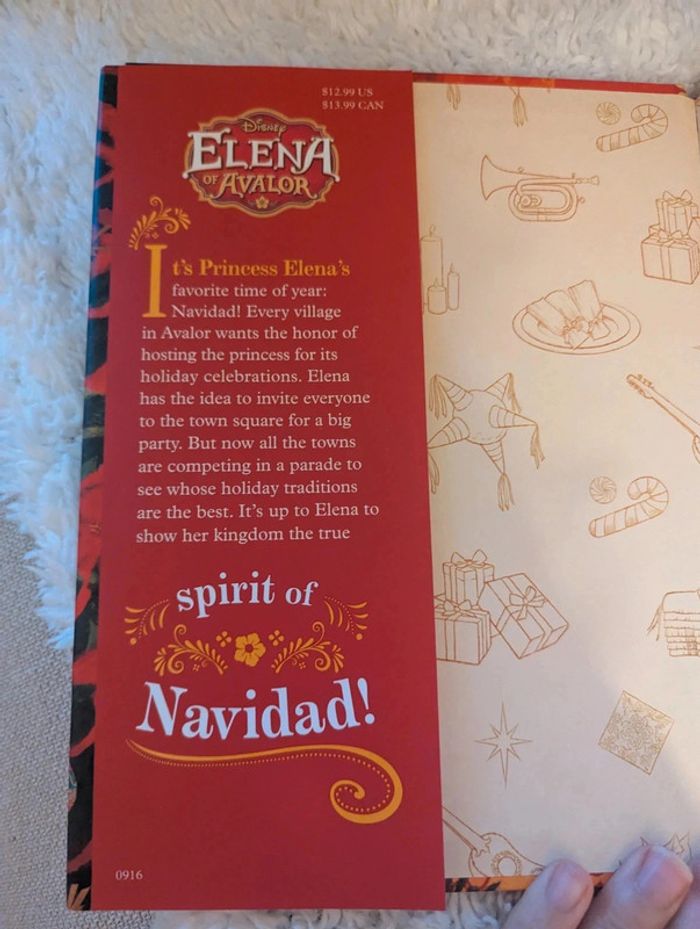 $12.99 US
$13.99 CAN
Disney
ELENA
OF AVALOR
It's Princess Elena's
favorite time of year:
Navidad! Every village
in Avalor wants the honor of
hosting the princess for its
holiday celebrations. Elena
has the idea to invite everyone
to the town square for a big
party. But now all the towns
are competing in a parade to
see whose holiday traditions
are the best. It's up to Elena to
show her kingdom the true
spirit of
Navidad!
0916